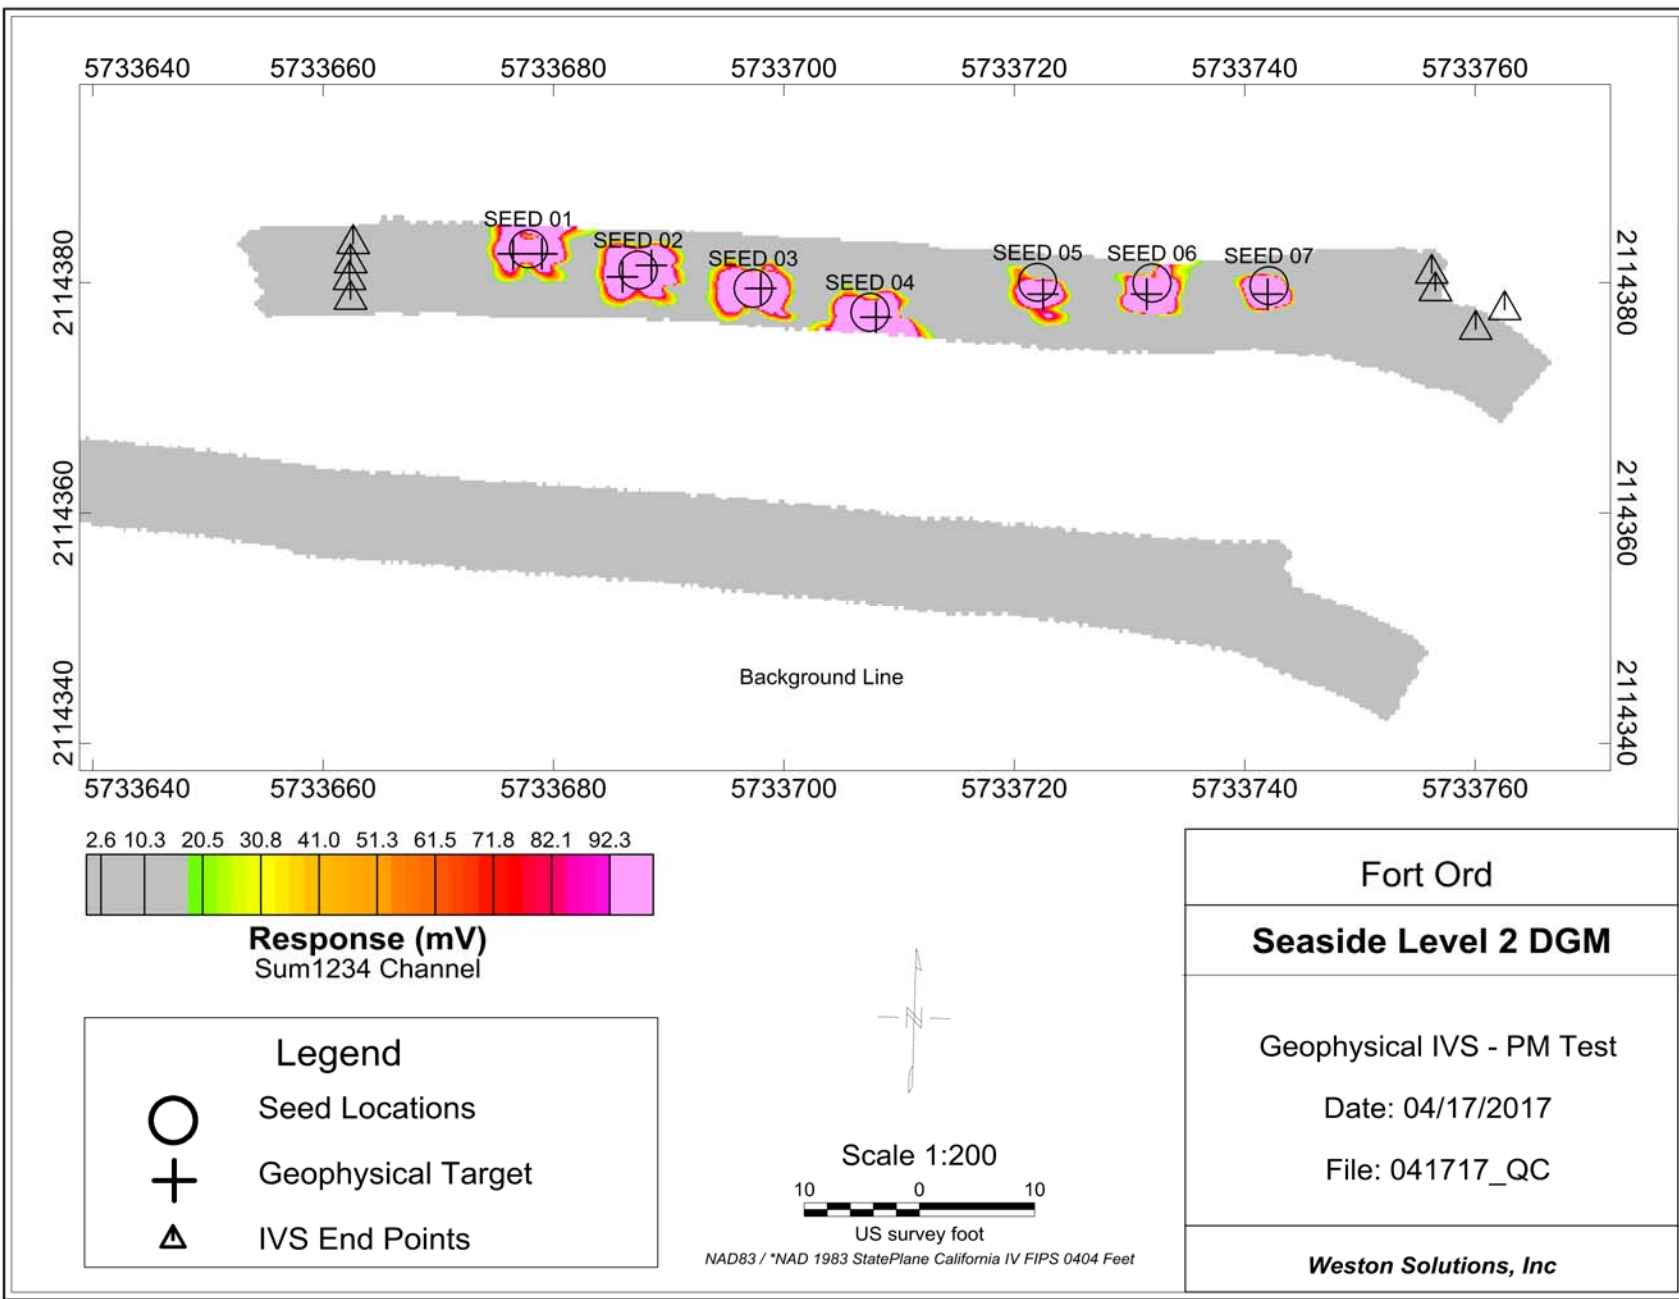 5733640 5733660 5733680 5733700 5733720 5733740 5733760
SEED 01
SEED 02
SEED 03
SEED 04
SEED 05
SEED 06
SEED 07
2114380
2114380
2114360
2114360
2114340
2114340
Background Line
5733640 5733660 5733680 5733700 5733720 5733740 5733760
2.6 10.3 20.5 30.8 41.0 51.3 61.5 71.8 82.1 92.3
Response (mV)
Sum1234 Channel
Legend
Seed Locations
Geophysical Target
IVS End Points
N
Scale 1:200
10 0 10
US survey foot
NAD83 / *NAD 1983 StatePlane California IV FIPS 0404 Feet
Fort Ord
Seaside Level 2 DGM
Geophysical IVS - PM Test
Date: 04/17/2017
File: 041717_QC
Weston Solutions, Inc